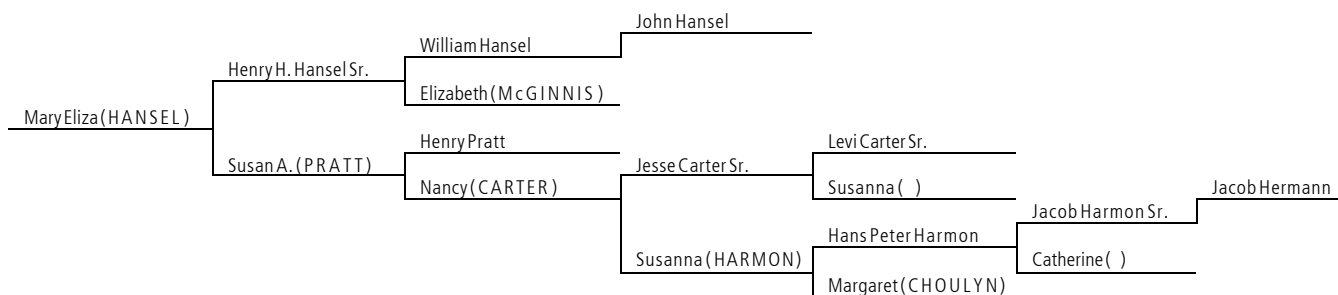 John Hansel
William Hansel
Henry H. Hansel Sr.
Elizabeth (McGINNIS)
Mary Eliza (HANSEL)
Henry Pratt
Levi Carter Sr.
Susan A. (PRATT)
Jesse Carter Sr.
Nancy (CARTER)
Susanna ( )
Jacob Hermann
Jacob Harmon Sr.
Hans Peter Harmon
Susanna (HARMON)
Catherine ( )
Margaret (CHOULYN)